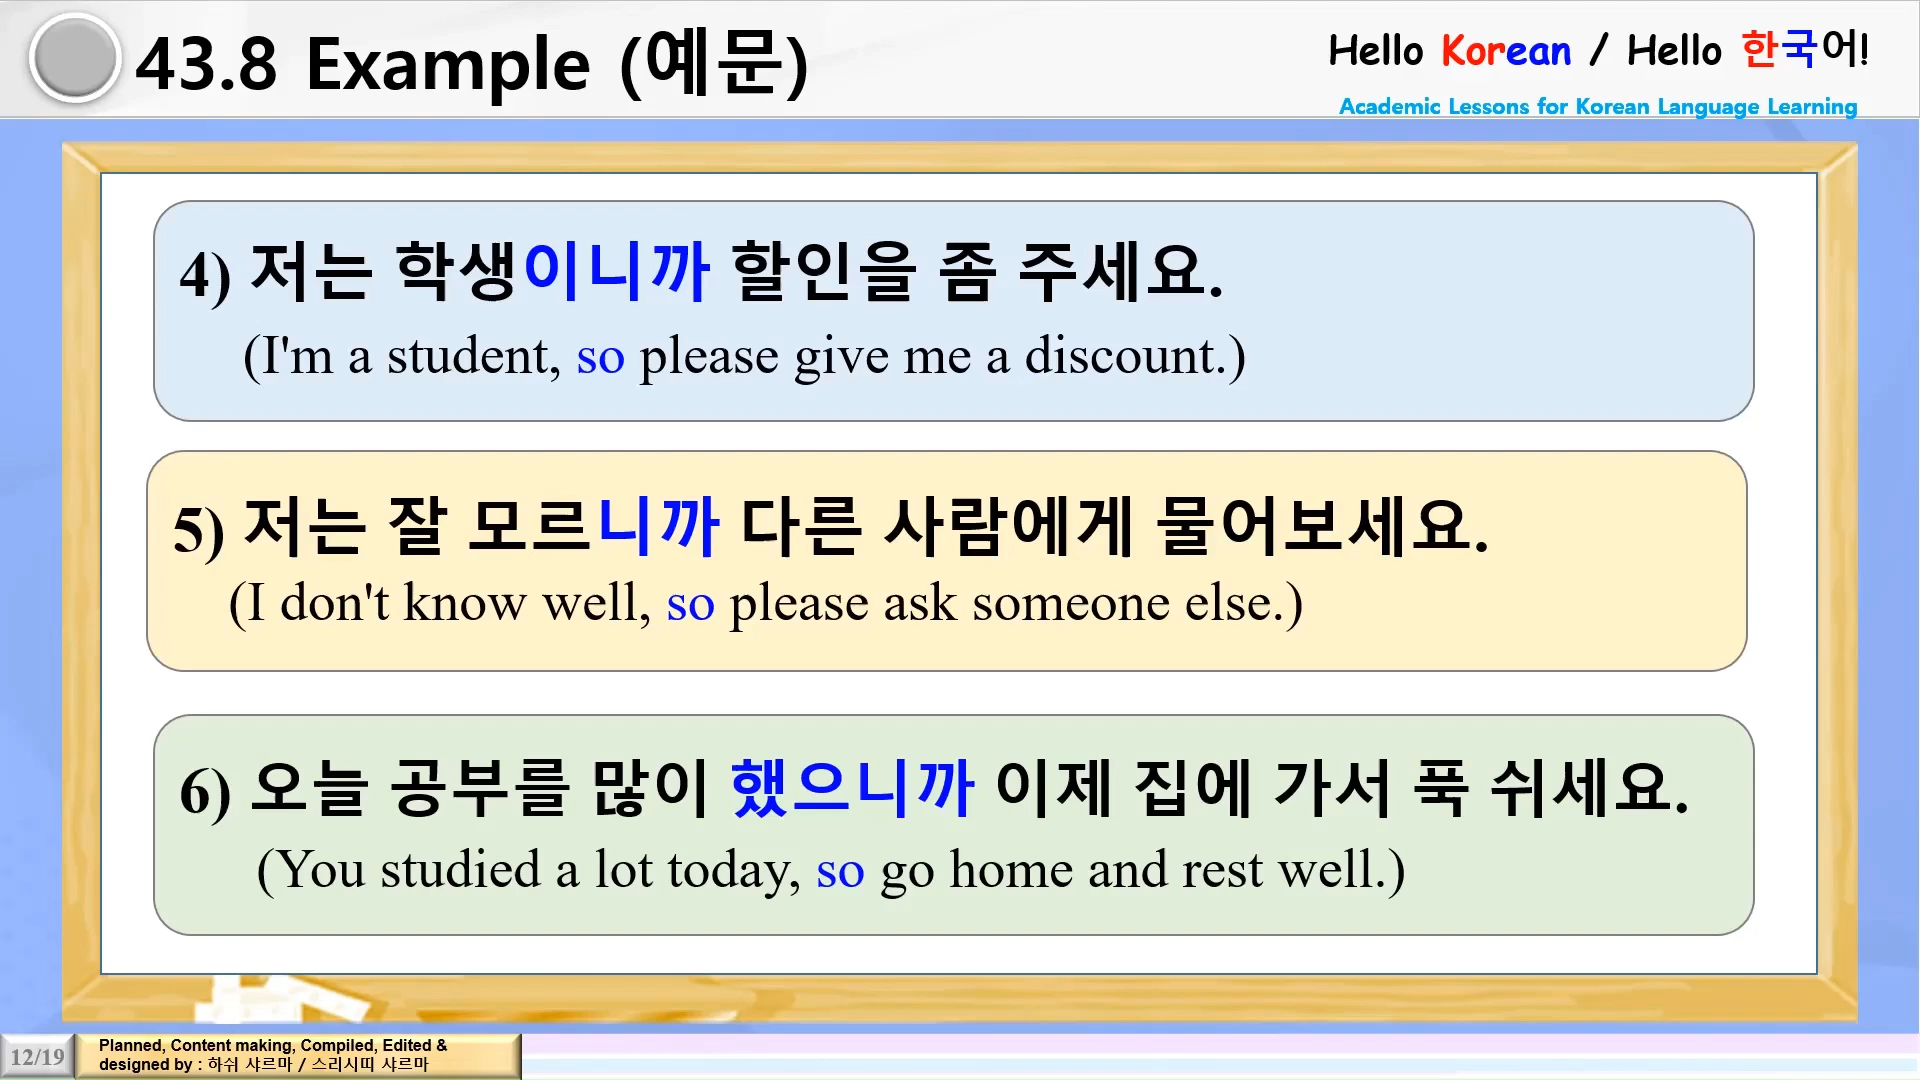 43.8 Example (예문)
Hello Korean / Hello 한국어!
Academic Lessons for Korean Language Learning
4) 저는 학생이니까 할인을 좀 주세요.
(I'm a student, so please give me a discount.)
5) 저는 잘 모르니까 다른 사람에게 물어보세요.
(I don't know well, so please ask someone else.)
6) 오늘 공부를 많이 했으니까 이제 집에 가서 푹 쉬세요.
(You studied a lot today, so go home and rest well.)
12/19
Planned, Content making, Compiled, Edited &
designed by : 하쉬 샤르마 / 스리시띠 샤르마